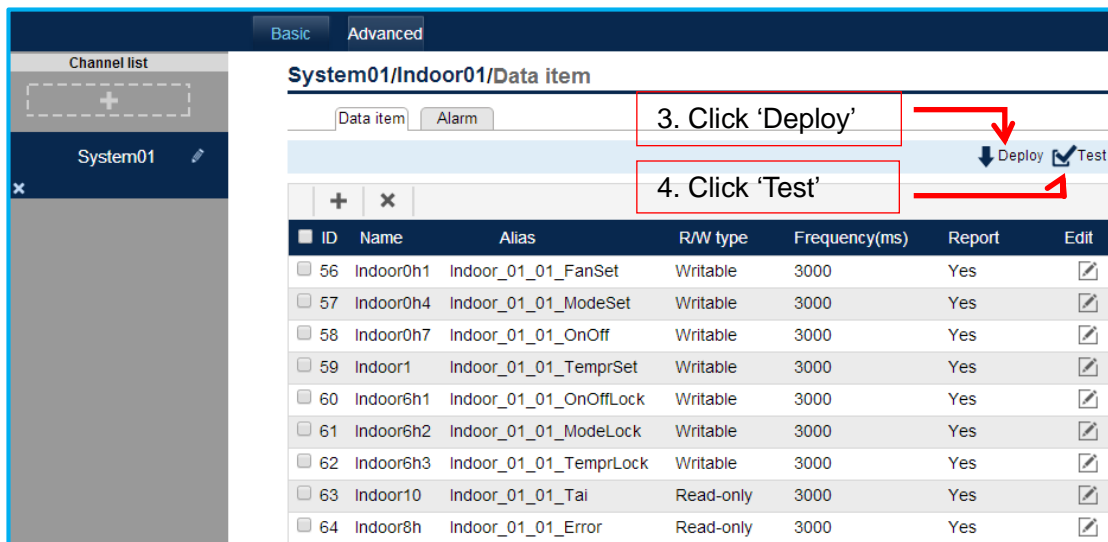 Basic Advanced
Channel list
System01/Indoor01/Data item
Data item Alarm
3. Click ‘Deploy’
System01
Deploy Test
4. Click ‘Test’
ID Name Alias R/W type Frequency(ms) Report Edit
56 Indoor0h1 Indoor_01_01_FanSet Writable 3000 Yes
57 Indoor0h4 Indoor_01_01_ModeSet Writable 3000 Yes
58 Indoor0h7 Indoor_01_01_OnOff Writable 3000 Yes
59 Indoor1 Indoor_01_01_TemprSet Writable 3000 Yes
60 Indoor6h1 Indoor_01_01_OnOffLock Writable 3000 Yes
61 Indoor6h2 Indoor_01_01_ModeLock Writable 3000 Yes
62 Indoor6h3 Indoor_01_01_TemprLock Writable 3000 Yes
63 Indoor10 Indoor_01_01_Tai Read-only 3000 Yes
64 Indoor8h Indoor_01_01_Error Read-only 3000 Yes